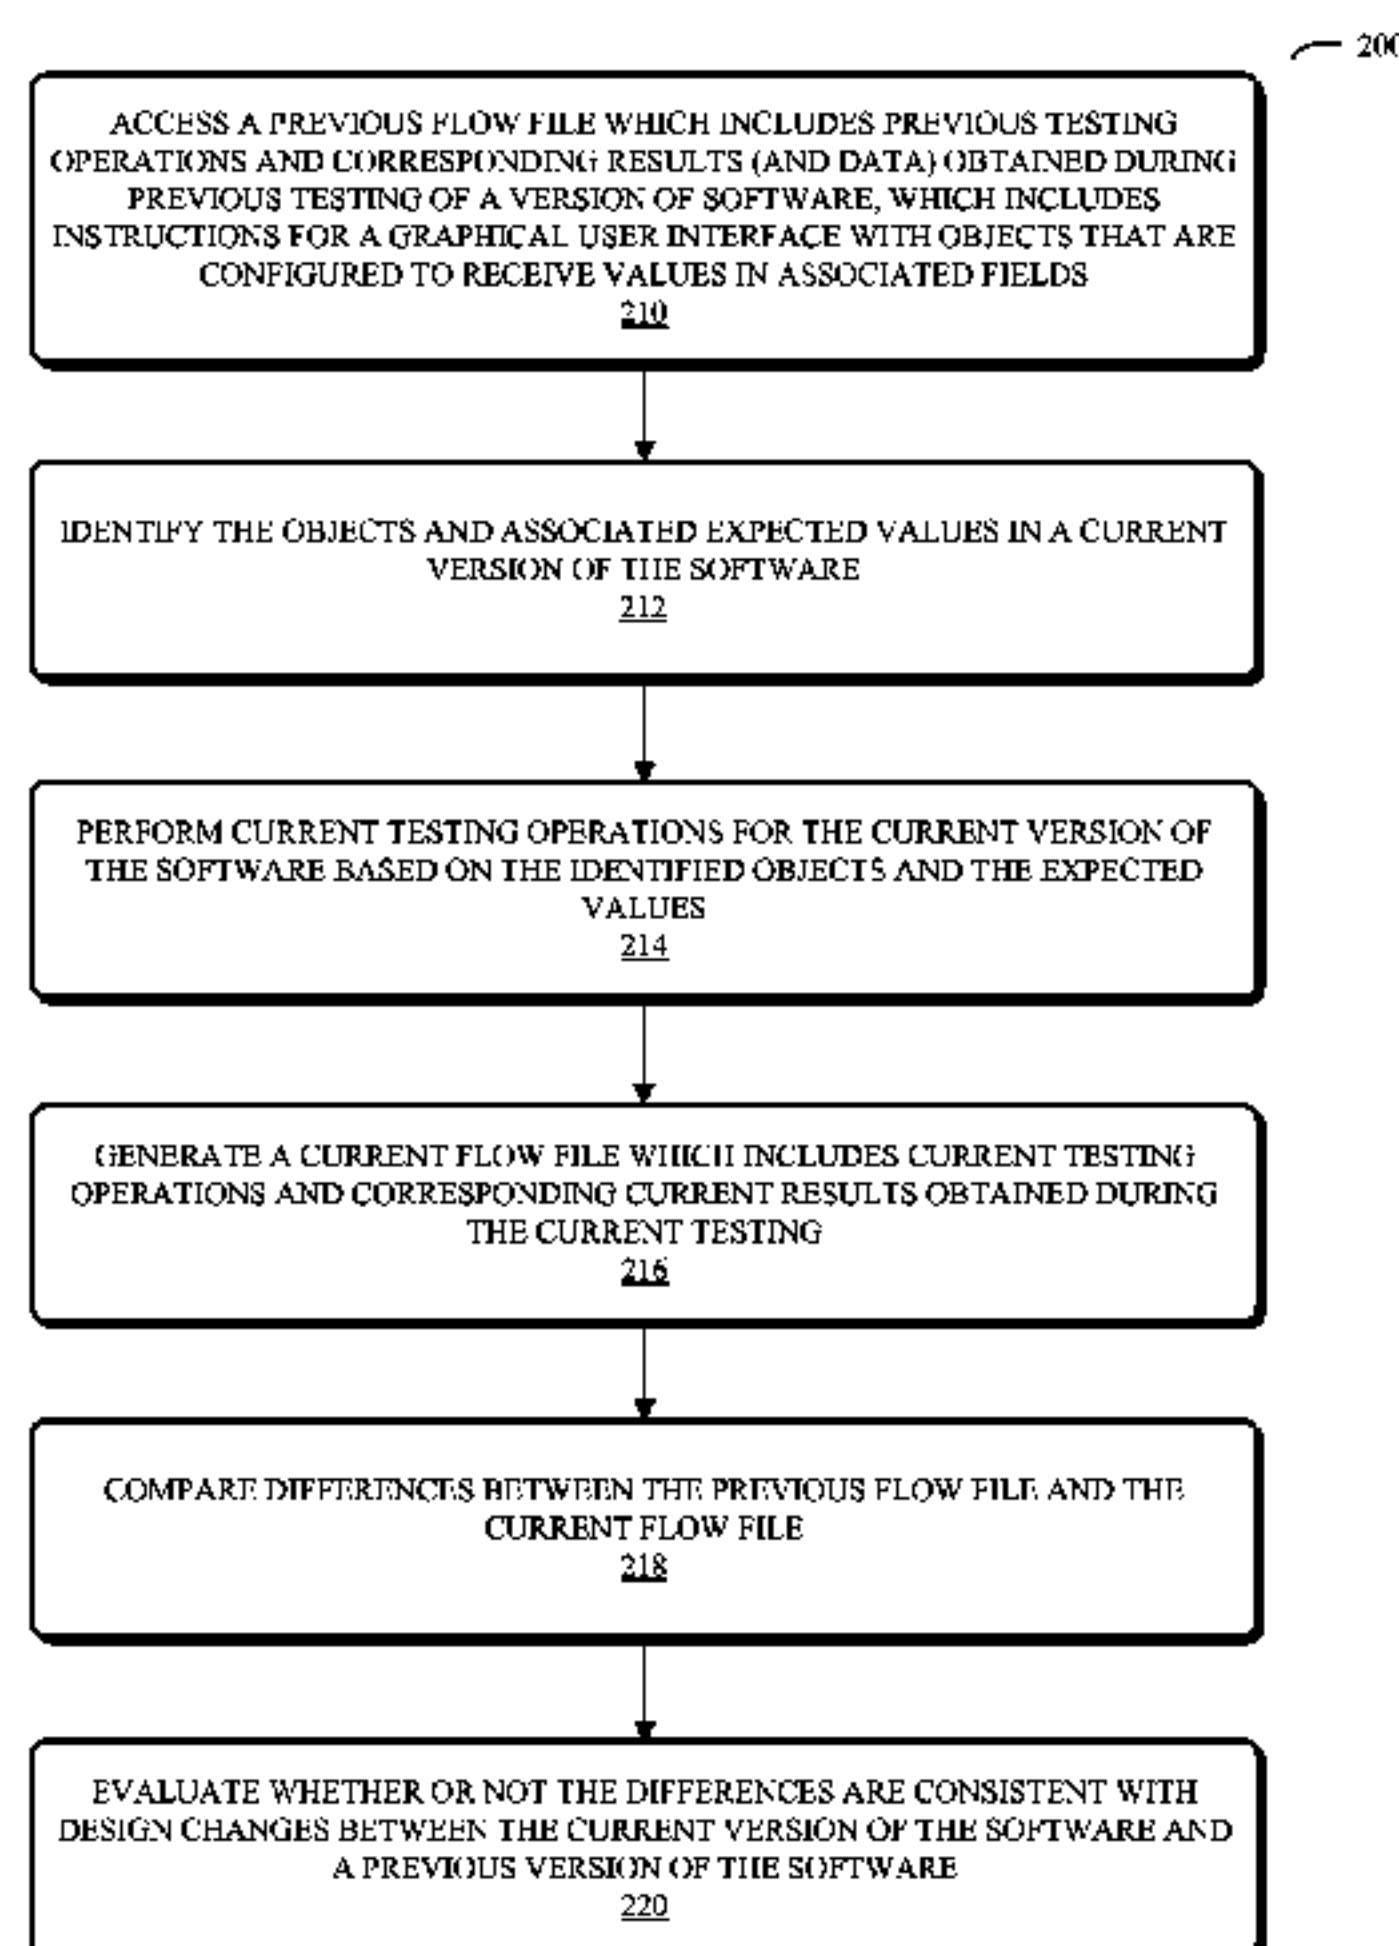 200
ACCESS A PREVIOUS FLOW FILE WHICH INCLUDES PREVIOUS TESTING
OPERATIONS AND CORRESPONDING RESULTS (AND DATA) OBTAINED DURING
PREVIOUS TESTING OF A VERSION OF SOFTWARE, WHICH INCLUDES
INSTRUCTIONS FOR A GRAPHICAL USER INTERFACE WITH OBJECTS THAT ARE
CONFIGURED TO RECEIVE VALUES IN ASSOCIATED FIELDS
210
IDENTIFY THE OBJECTS AND ASSOCIATED EXPECTED VALUES IN A CURRENT
VERSION OF THE SOFTWARE
212
PERFORM CURRENT TESTING OPERATIONS FOR THE CURRENT VERSION OF
THE SOFTWARE BASED ON THE IDENTIFIED OBJECTS AND THE EXPECTED
VALUES
214
GENERATE A CURRENT FLOW FILE WHICH INCLUDES CURRENT TESTING
OPERATIONS AND CORRESPONDING CURRENT RESULTS OBTAINED DURING
THE CURRENT TESTING
216
COMPARE DIFFERENCES BETWEEN THE PREVIOUS FLOW FILE AND THE
CURRENT FLOW FILE
218
EVALUATE WHETHER OR NOT THE DIFFERENCES ARE CONSISTENT WITH
DESIGN CHANGES BETWEEN THE CURRENT VERSION OF THE SOFTWARE AND
A PREVIOUS VERSION OF THE SOFTWARE
220